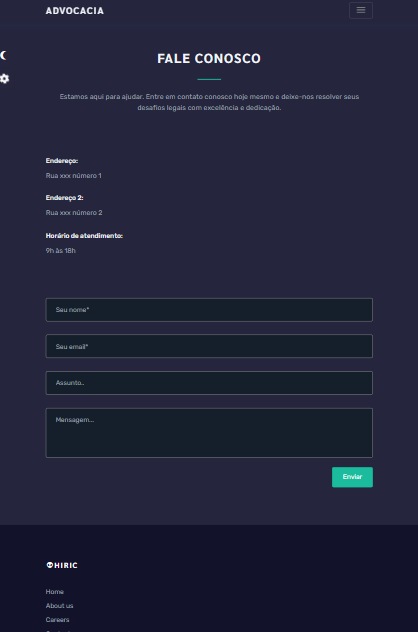 ADVOCACIA
FALE CONOSCO
Estamos aqui para ajudar. Entre em contato conosco hoje mesmo e deixe-nos resolver seus
desafios legais com excelência e dedicação.
Endereço:
Rua xxx número 1
Endereço 2:
Rua xxx número 2
Horário de atendimento:
9h às 18h
Seu nome*
Seu email*
Assunto..
Mensagem...
Enviar
HIRIC
Home
About us
Careers